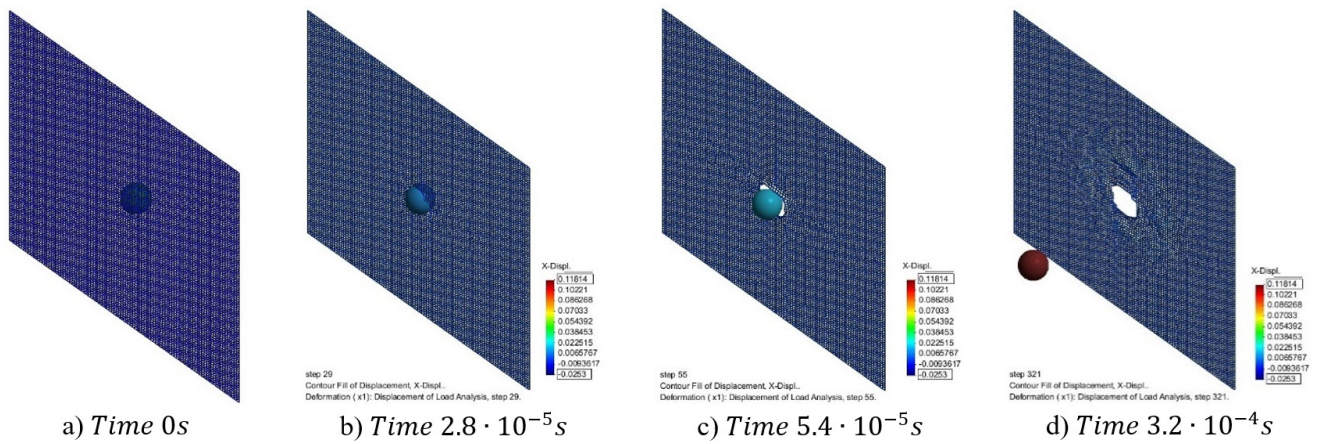 X-Displ.
0.11814
0.10221
0.086268
0.07033
0.054392
0.038453
0.022515
0.0065767
-0.0093617
-0.0253
step 29
Contour Fill of Displacement, X-Displ..
Deformation ( x1): Displacement of Load Analysis, step 29.
X-Displ.
0.11814
0.10221
0.086268
0.07033
0.054392
0.038453
0.022515
0.0065767
-0.0093617
-0.0253
step 55
Contour Fill of Displacement, X-Displ..
Deformation ( x1): Displacement of Load Analysis, step 55.
X-Displ.
0.11814
0.10221
0.086268
0.07033
0.054392
0.038453
0.022515
0.0065767
-0.0093617
-0.0253
step 321
Contour Fill of Displacement, X-Displ..
Deformation ( x1): Displacement of Load Analysis, step 321.
a) Time 0s
b) Time 2.8 · 10⁻⁵s
c) Time 5.4 · 10⁻⁵s
d) Time 3.2 · 10⁻⁴s